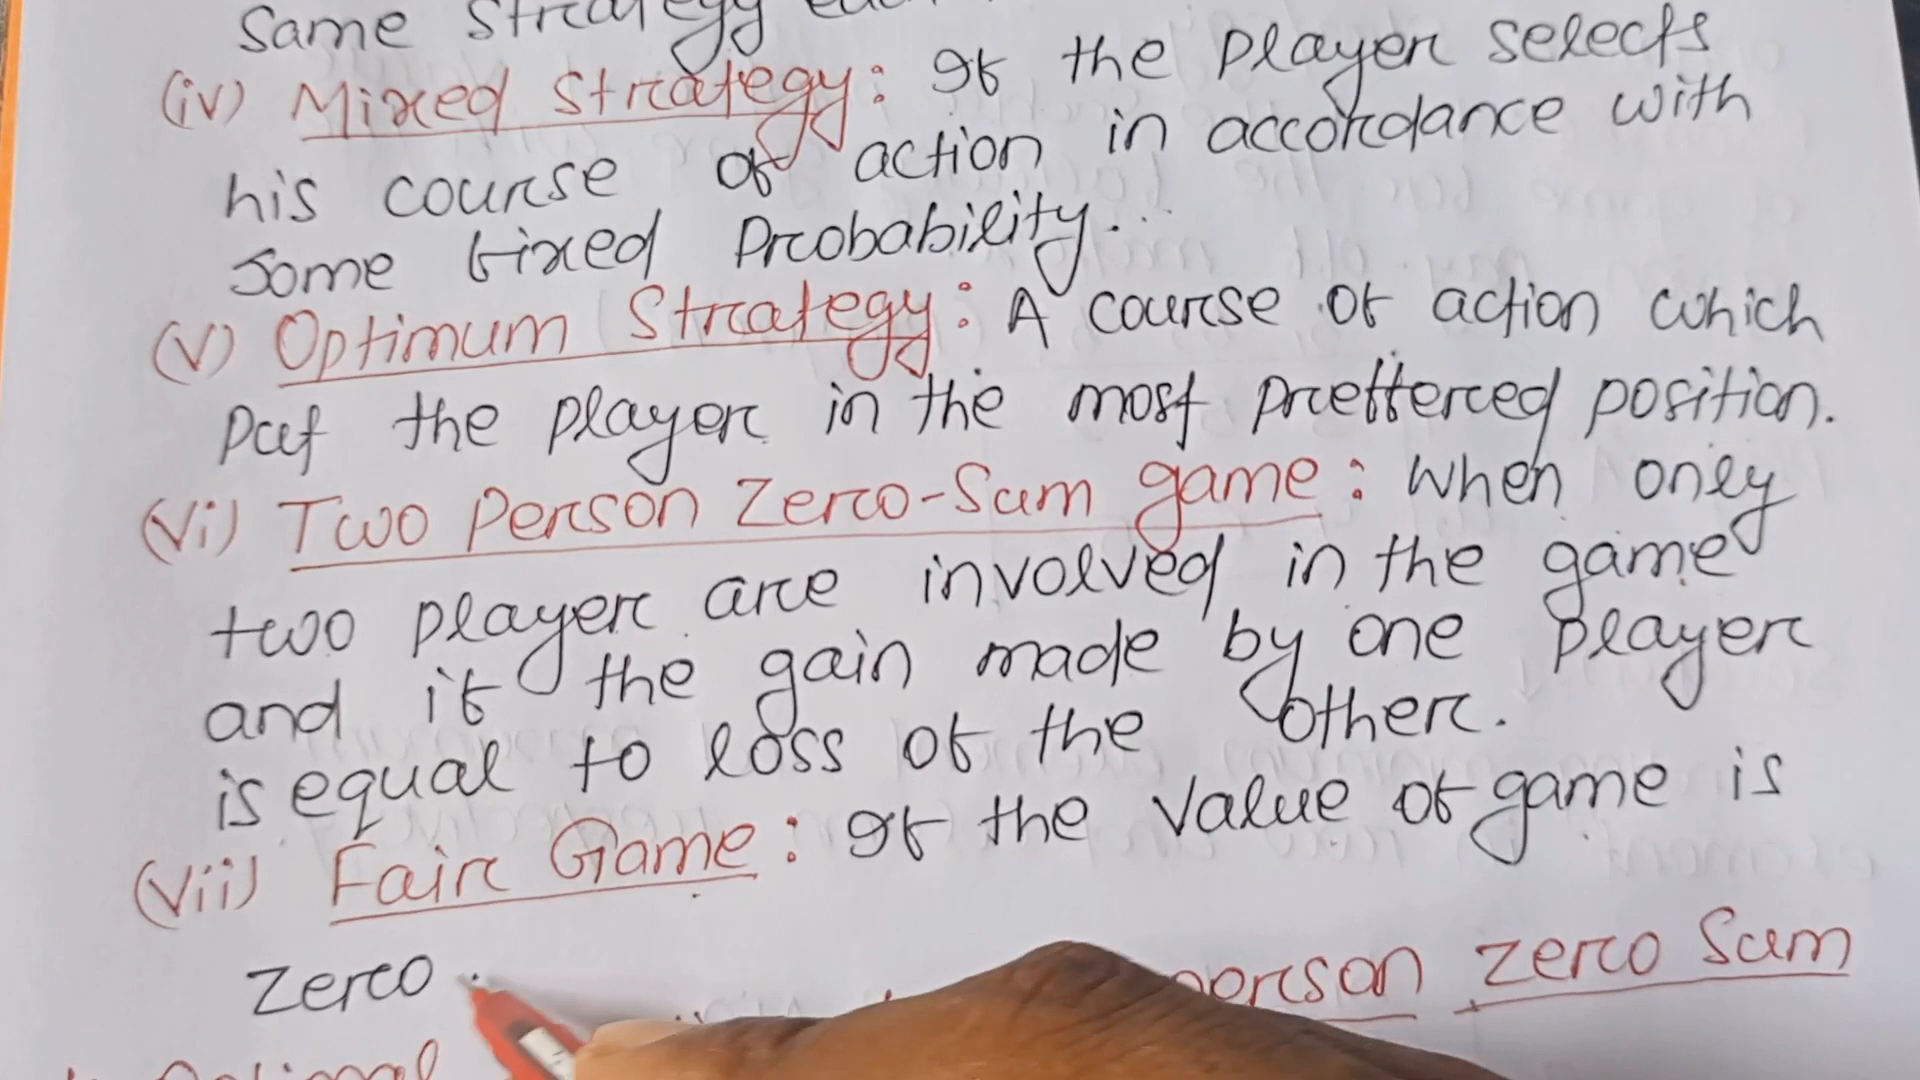 Same Strategy
(iv) Mixed Strategy: If the player selects
his course of action in accordance with
some fixed Probability.
(v) Optimum Strategy: A course of action which
Put the player in the most preffered position.
(vi) Two Person Zero-Sum game: When only
two player are involved in the game
and if the gain made by one player
is equal to loss of the other.
(vii) Fair Game: If the value of game is
Zero.
person zero Sum